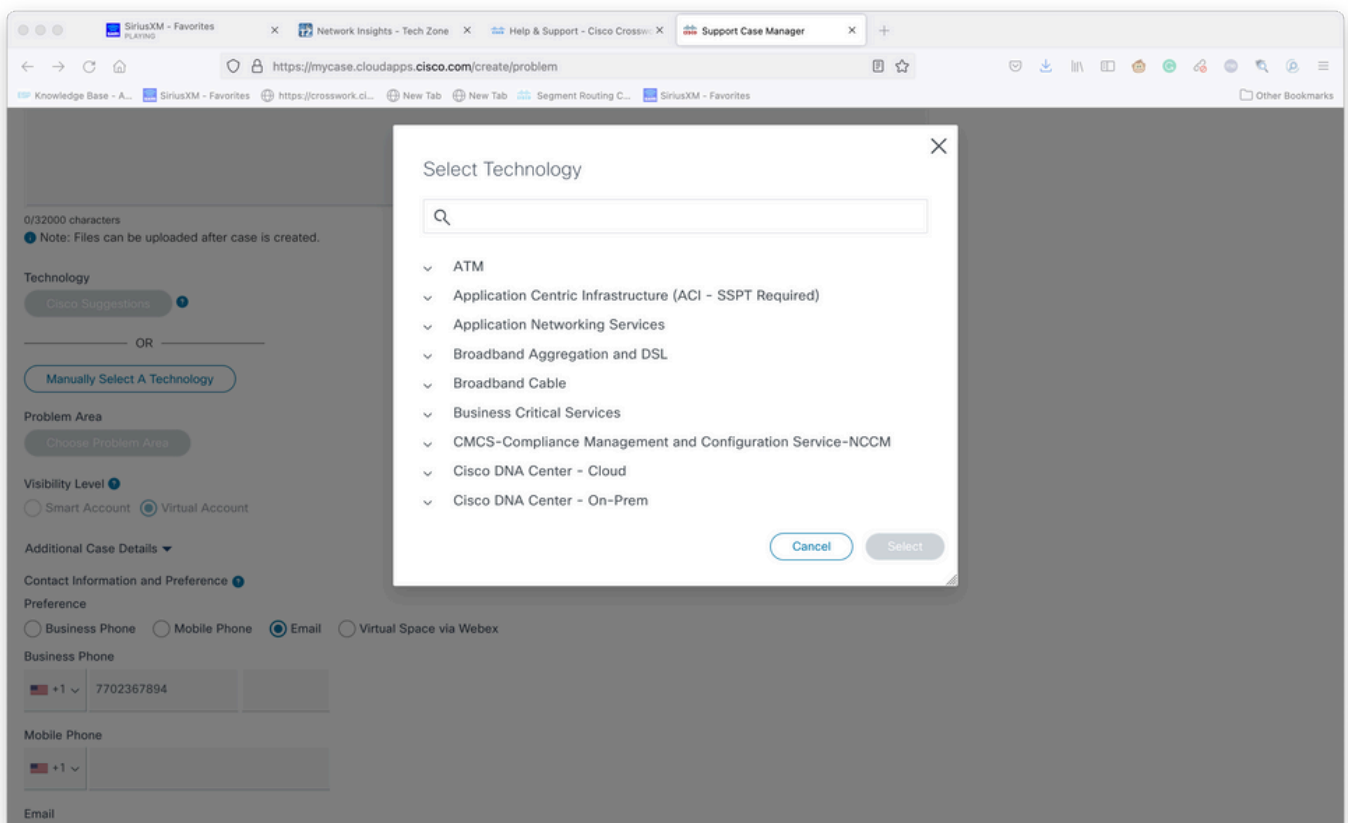 SiriusXM - Favorites
PLAYING
Network Insights - Tech Zone
Help & Support - Cisco Crosswo
Support Case Manager
https://mycase.cloudapps.cisco.com/create/problem
Knowledge Base - A...
SiriusXM - Favorites
https://crosswork.ci...
New Tab
New Tab
Segment Routing C...
SiriusXM - Favorites
Other Bookmarks
Select Technology
ATM
Application Centric Infrastructure (ACI - SSPT Required)
Application Networking Services
Broadband Aggregation and DSL
Broadband Cable
Business Critical Services
CMCS-Compliance Management and Configuration Service-NCCM
Cisco DNA Center - Cloud
Cisco DNA Center - On-Prem
Cancel
Select
0/32000 characters
Note: Files can be uploaded after case is created.
Technology
Cisco Suggestions
OR
Manually Select A Technology
Problem Area
Choose Problem Area
Visibility Level
Smart Account
Virtual Account
Additional Case Details
Contact Information and Preference
Preference
Business Phone
Mobile Phone
Email
Virtual Space via Webex
Business Phone
+1
7702367894
Mobile Phone
+1
Email